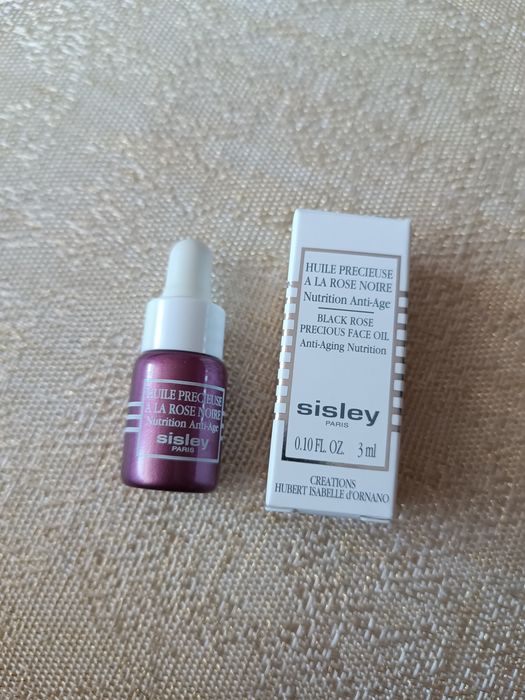 HUILE PRECIEUSE
A LA ROSE NOIRE
Nutrition Anti-Age
sisley
PARIS
HUILE PRECIEUSE
A LA ROSE NOIRE
Nutrition Anti-Age
BLACK ROSE
PRECIOUS FACE OIL
Anti-Aging Nutrition
sisley
PARIS
0.10 FL. OZ. 3 ml
CREATIONS
HUBERT ISABELLE d'ORNANO